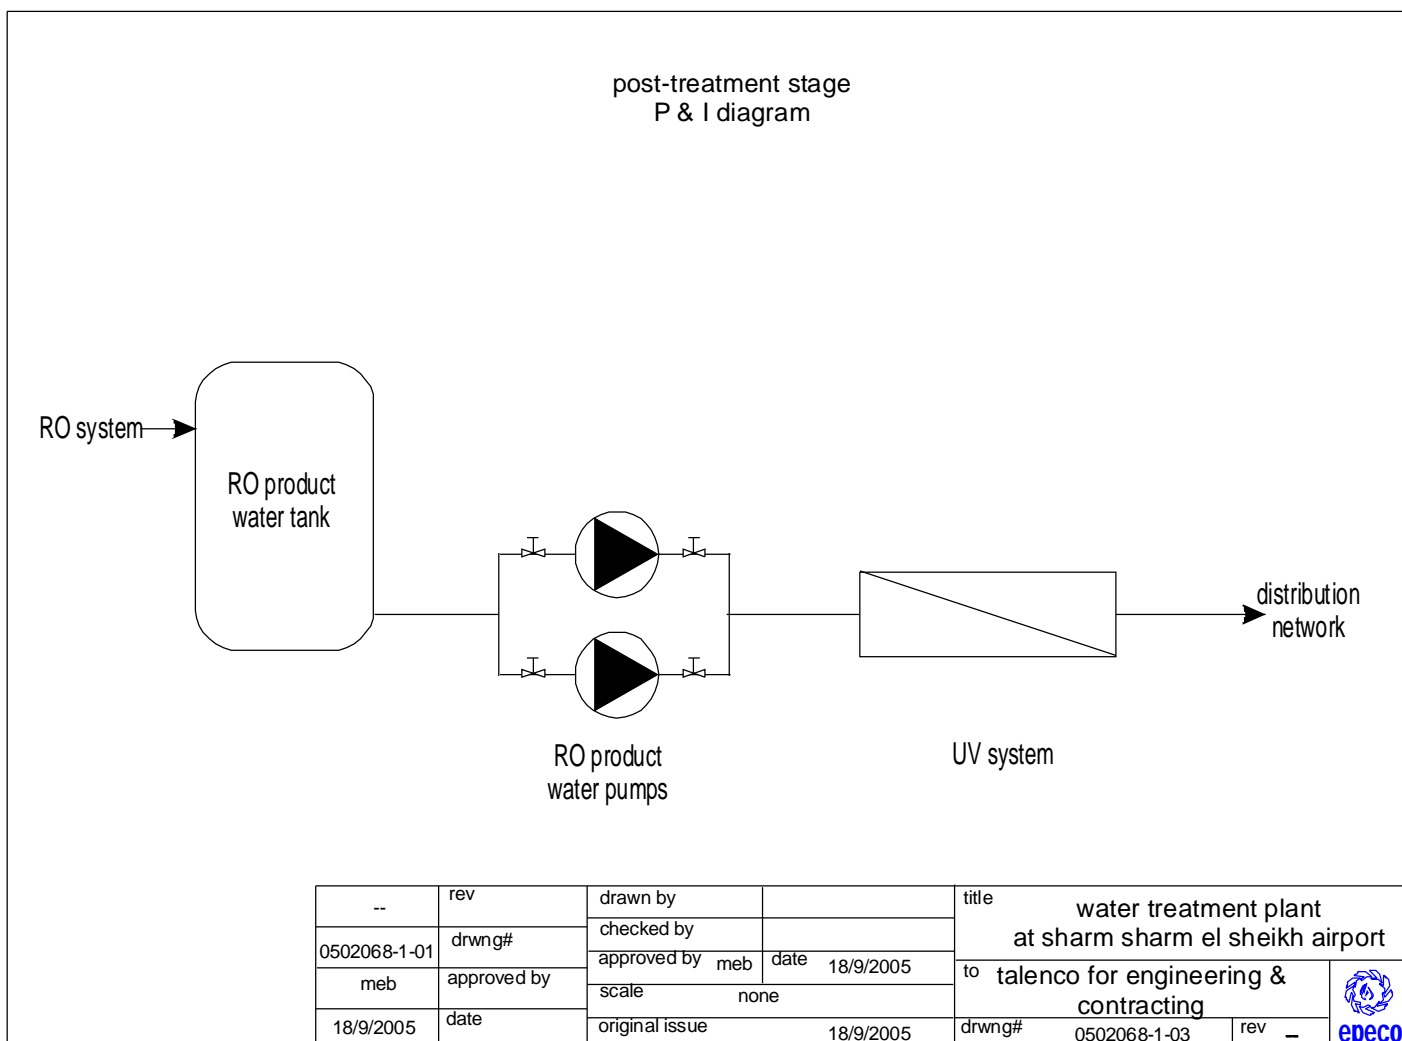 post-treatment stage
P & I diagram
RO system
RO product
water tank
RO product
water pumps
UV system
distribution
network
--
rev
0502068-1-01
drwng#
meb
approved by
18/9/2005
date
drawn by
checked by
approved by meb date 18/9/2005
scale none
original issue 18/9/2005
title water treatment plant
at sharm sharm el sheikh airport
to talenco for engineering &
contracting
drwng# 0502068-1-03 rev --
epeco